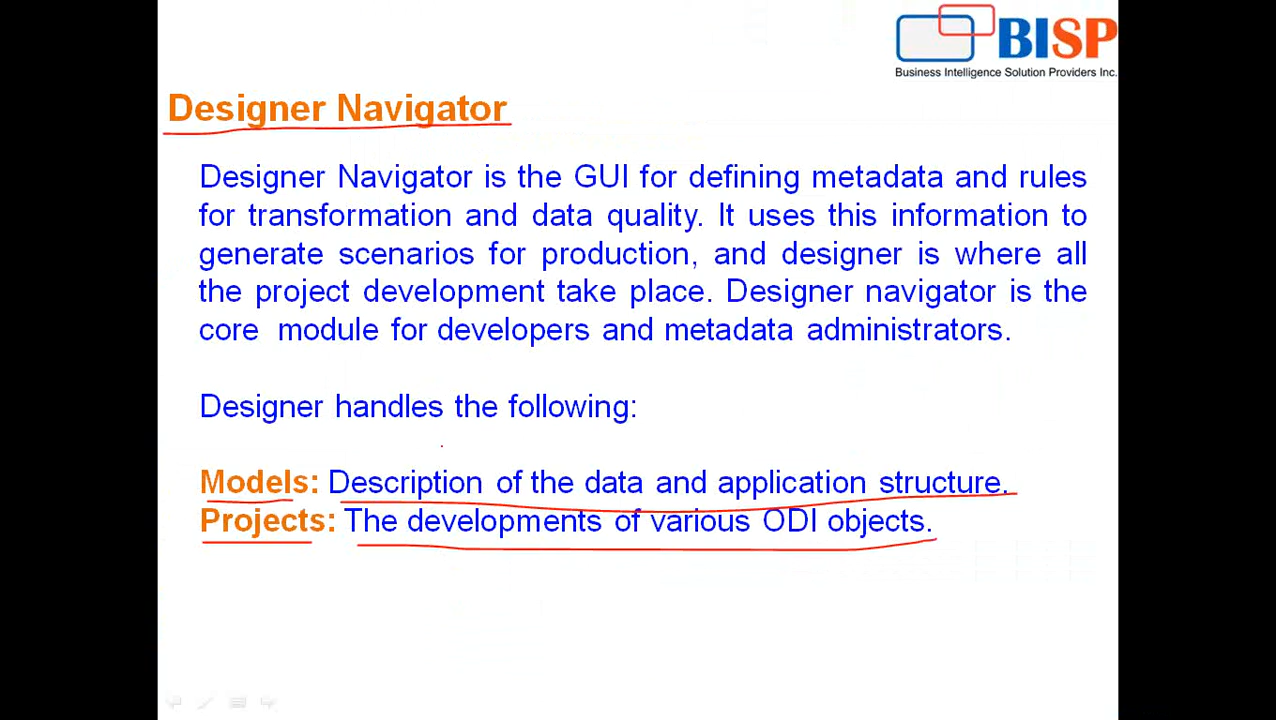 BISP
Business Intelligence Solution Providers Inc.
Designer Navigator
Designer Navigator is the GUI for defining metadata and rules
for transformation and data quality. It uses this information to
generate scenarios for production, and designer is where all
the project development take place. Designer navigator is the
core module for developers and metadata administrators.
Designer handles the following:
Models: Description of the data and application structure.
Projects: The developments of various ODI objects.